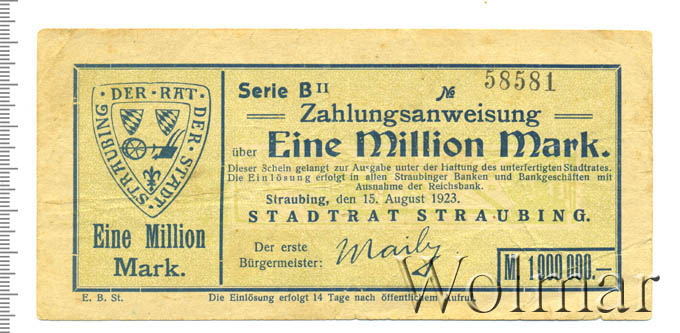 Serie B II № 58581
Zahlungsanweisung
über Eine Million Mark.
Dieser Schein gelangt zur Ausgabe unter der Haftung des unterfertigten Stadtrates.
Die Einlösung erfolgt in allen Straubinger Banken und Bankgeschäften mit
Ausnahme der Reichsbank.
Straubing, den 15. August 1923.
STADTRAT STRAUBING.
Der erste
Bürgermeister:
M 1 000 000.—
· DER · RAT · DER · STADT · STRAUBING
Eine Million
Mark.
E. B. St.
Die Einlösung erfolgt 14 Tage nach öffentlichem Aufruf.
Wolmar